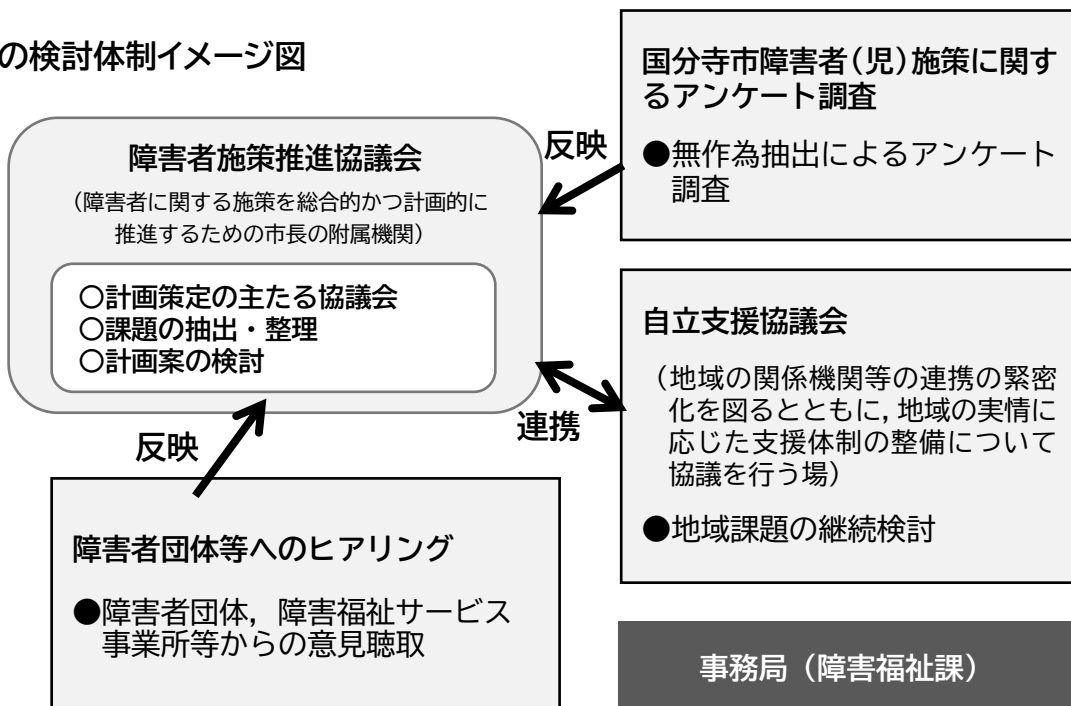 の検討体制イメージ図
障害者施策推進協議会
（障害者に関する施策を総合的かつ計画的に
推進するための市長の附属機関）
〇計画策定の主たる協議会
〇課題の抽出・整理
〇計画案の検討
反映
国分寺市障害者（児）施策に関す
るアンケート調査
●無作為抽出によるアンケート
調査
連携
自立支援協議会
（地域の関係機関等の連携の緊密
化を図るとともに，地域の実情に
応じた支援体制の整備について
協議を行う場）
●地域課題の継続検討
反映
障害者団体等へのヒアリング
●障害者団体，障害福祉サービス
事業所等からの意見聴取
事務局（障害福祉課）